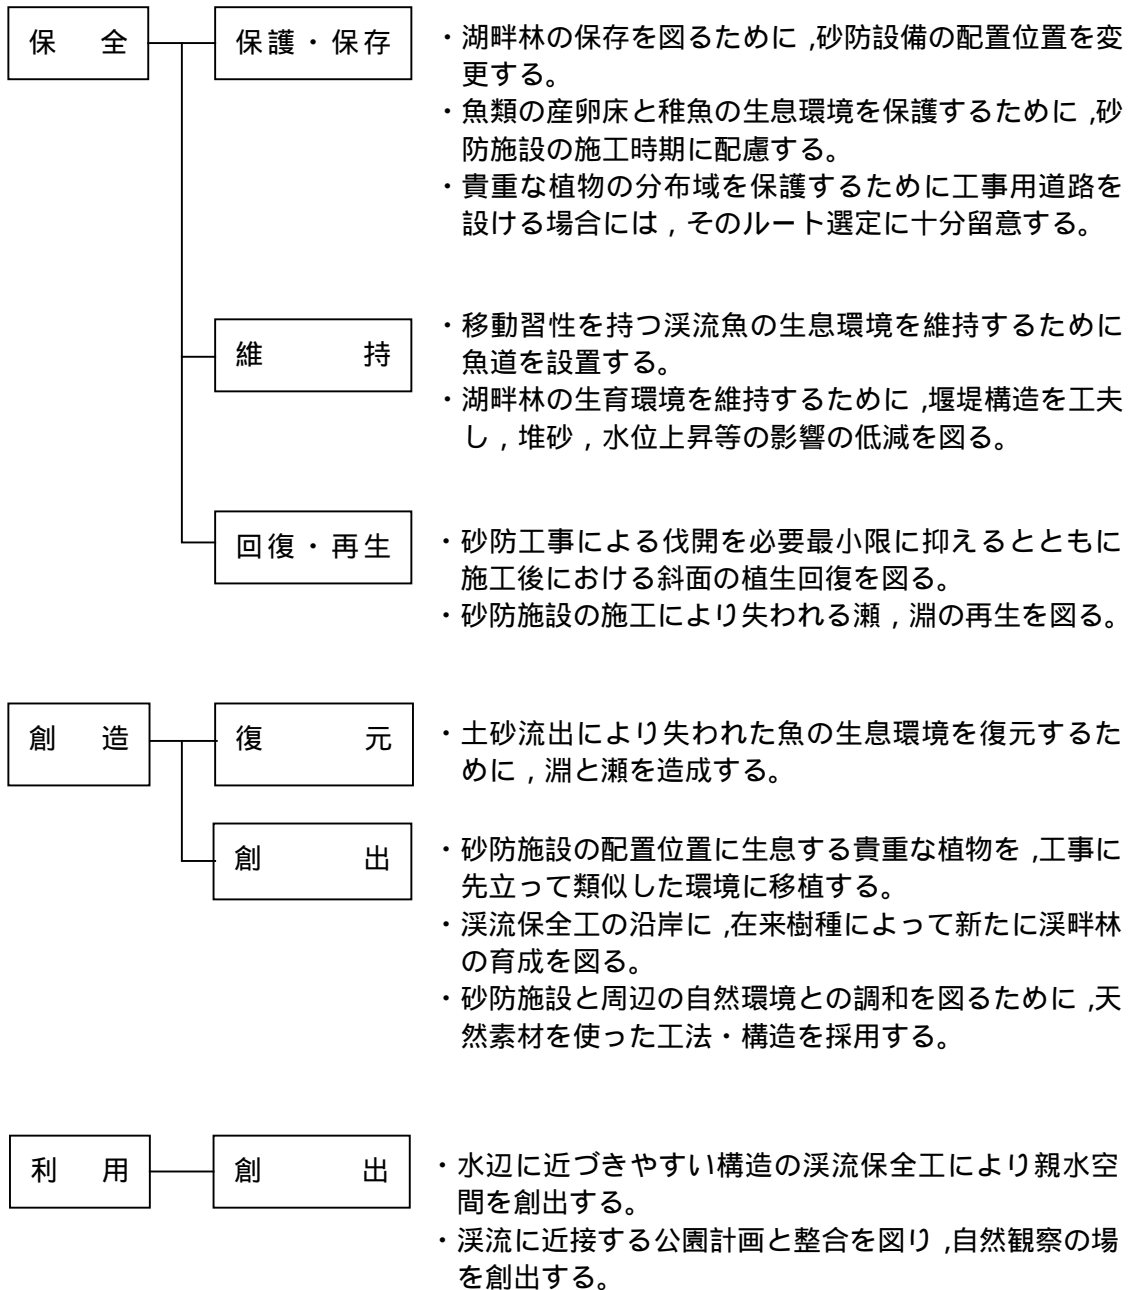 保 全
保護・保存
・湖畔林の保存を図るために,砂防設備の配置位置を変
更する。
・魚類の産卵床と稚魚の生息環境を保護するために,砂
防施設の施工時期に配慮する。
・貴重な植物の分布域を保護するために工事用道路を
設ける場合には,そのルート選定に十分留意する。
維 持
・移動習性を持つ渓流魚の生息環境を維持するために
魚道を設置する。
・湖畔林の生育環境を維持するために,堰堤構造を工夫
し,堆砂,水位上昇等の影響の低減を図る。
回復・再生
・砂防工事による伐開を必要最小限に抑えるとともに
施工後における斜面の植生回復を図る。
・砂防施設の施工により失われる瀬,淵の再生を図る。
創 造
復 元
・土砂流出により失われた魚の生息環境を復元するた
めに,淵と瀬を造成する。
創 出
・砂防施設の配置位置に生息する貴重な植物を,工事に
先立って類似した環境に移植する。
・渓流保全工の沿岸に,在来樹種によって新たに渓畔林
の育成を図る。
・砂防施設と周辺の自然環境との調和を図るために,天
然素材を使った工法・構造を採用する。
利 用
創 出
・水辺に近づきやすい構造の渓流保全工により親水空
間を創出する。
・渓流に近接する公園計画と整合を図り,自然観察の場
を創出する。